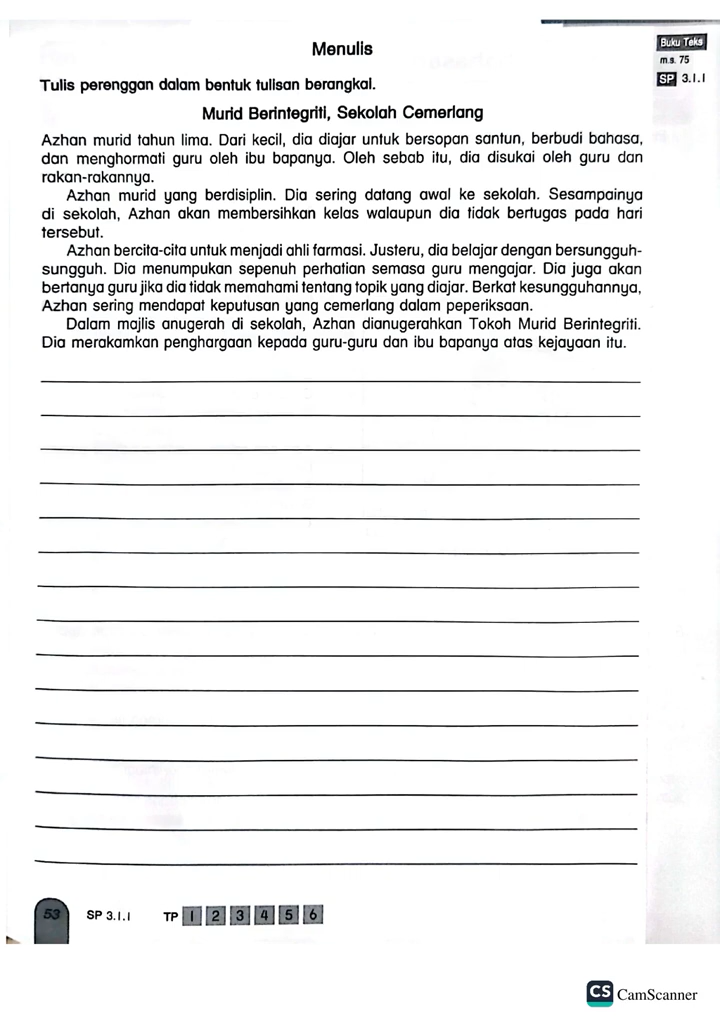 Menulis
Buku Teks
m.s. 75
SP 3.1.1
Tulis perenggan dalam bentuk tulisan berangkai.
Murid Berintegriti, Sekolah Cemerlang
Azhan murid tahun lima. Dari kecil, dia diajar untuk bersopan santun, berbudi bahasa,
dan menghormati guru oleh ibu bapanya. Oleh sebab itu, dia disukai oleh guru dan
rakan-rakannya.
Azhan murid yang berdisiplin. Dia sering datang awal ke sekolah. Sesampainya
di sekolah, Azhan akan membersihkan kelas walaupun dia tidak bertugas pada hari
tersebut.
Azhan bercita-cita untuk menjadi ahli farmasi. Justeru, dia belajar dengan bersungguh-
sungguh. Dia menumpukan sepenuh perhatian semasa guru mengajar. Dia juga akan
bertanya guru jika dia tidak memahami tentang topik yang diajar. Berkat kesungguhannya,
Azhan sering mendapat keputusan yang cemerlang dalam peperiksaan.
Dalam majlis anugerah di sekolah, Azhan dianugerahkan Tokoh Murid Berintegriti.
Dia merakamkan penghargaan kepada guru-guru dan ibu bapanya atas kejayaan itu.
53 SP 3.1.1 TP 1 2 3 4 5 6
CS CamScanner